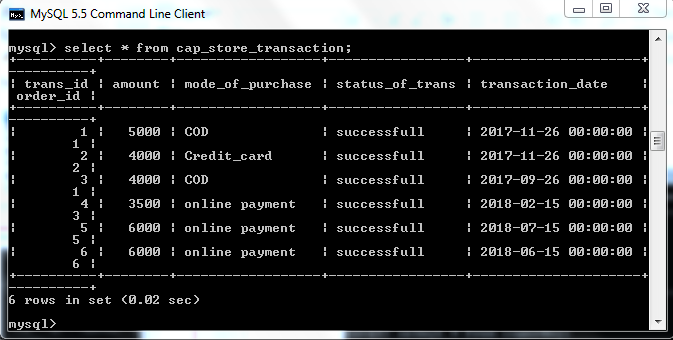 MySQL 5.5 Command Line Client
mysql> select * from cap_store_transaction;
+----------+--------+------------------+-----------------+---------------------+
----------+
¦ trans_id ¦ amount ¦ mode_of_purchase ¦ status_of_trans ¦ transaction_date    ¦
order_id ¦
+----------+--------+------------------+-----------------+---------------------+
----------+
¦        1 ¦   5000 ¦ COD              ¦ successfull     ¦ 2017-11-26 00:00:00 ¦
       1 ¦
¦        2 ¦   4000 ¦ Credit_card      ¦ successfull     ¦ 2017-11-26 00:00:00 ¦
       2 ¦
¦        3 ¦   4000 ¦ COD              ¦ successfull     ¦ 2017-09-26 00:00:00 ¦
       1 ¦
¦        4 ¦   3500 ¦ online payment   ¦ successfull     ¦ 2018-02-15 00:00:00 ¦
       3 ¦
¦        5 ¦   6000 ¦ online payment   ¦ successfull     ¦ 2018-07-15 00:00:00 ¦
       5 ¦
¦        6 ¦   6000 ¦ online payment   ¦ successfull     ¦ 2018-06-15 00:00:00 ¦
       6 ¦
+----------+--------+------------------+-----------------+---------------------+
----------+
6 rows in set (0.02 sec)
mysql>